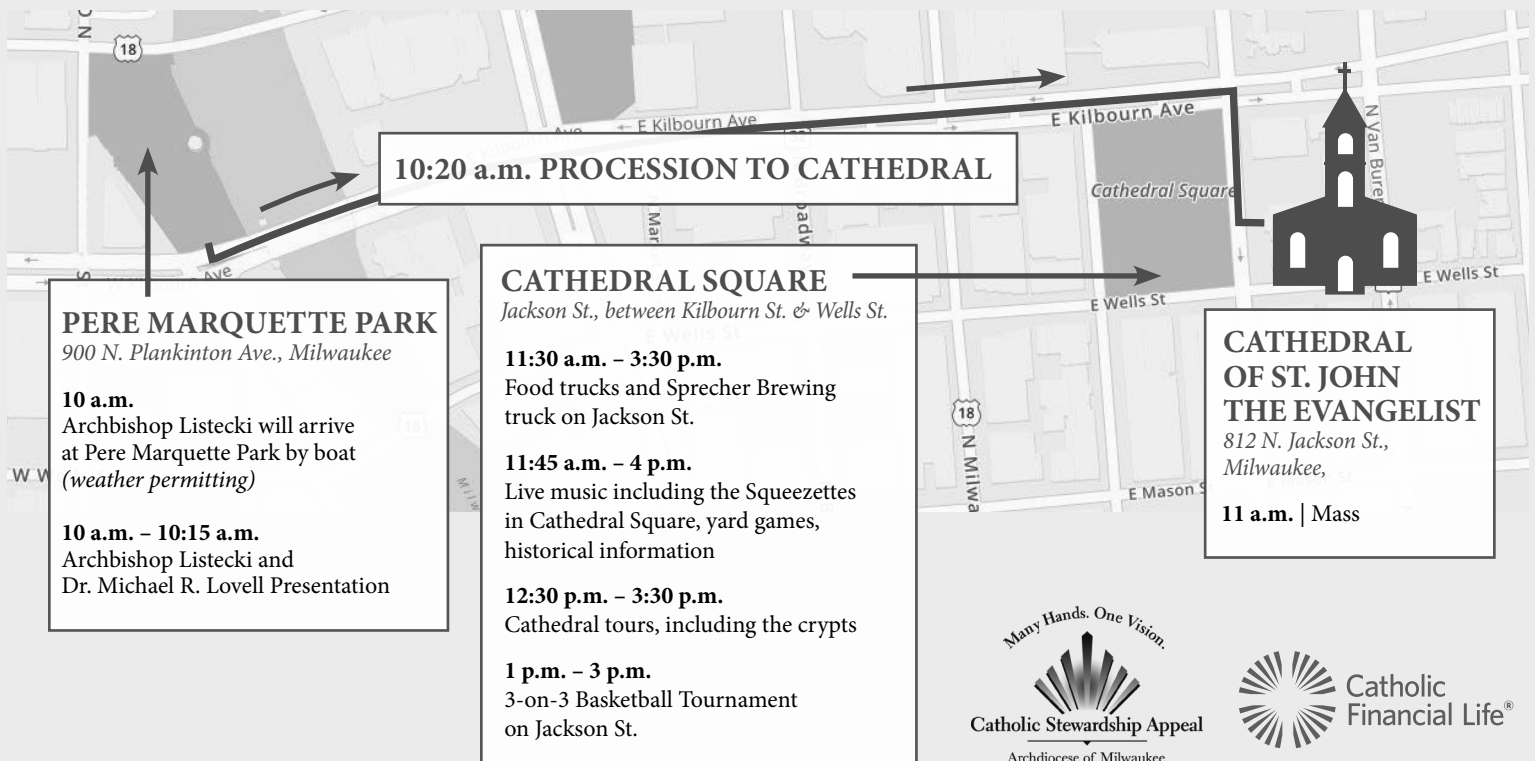 18
E Kilbourn Ave
E Kilbourn Ave
10:20 a.m. PROCESSION TO CATHEDRAL
Cathedral Square
N Van Buren
E Wells St
E Wells St
E Wells St
PERE MARQUETTE PARK
900 N. Plankinton Ave., Milwaukee
10 a.m.
Archbishop Listecki will arrive
at Pere Marquette Park by boat
(weather permitting)
10 a.m. – 10:15 a.m.
Archbishop Listecki and
Dr. Michael R. Lovell Presentation
CATHEDRAL SQUARE
Jackson St., between Kilbourn St. & Wells St.
11:30 a.m. – 3:30 p.m.
Food trucks and Sprecher Brewing
truck on Jackson St.
11:45 a.m. – 4 p.m.
Live music including the Squeezettes
in Cathedral Square, yard games,
historical information
12:30 p.m. – 3:30 p.m.
Cathedral tours, including the crypts
1 p.m. – 3 p.m.
3-on-3 Basketball Tournament
on Jackson St.
18
N Milwa
E Mason S
CATHEDRAL
OF ST. JOHN
THE EVANGELIST
812 N. Jackson St.,
Milwaukee,
11 a.m. | Mass
Many Hands. One Vision.
Catholic Stewardship Appeal
Archdiocese of Milwaukee
Catholic
Financial Life®